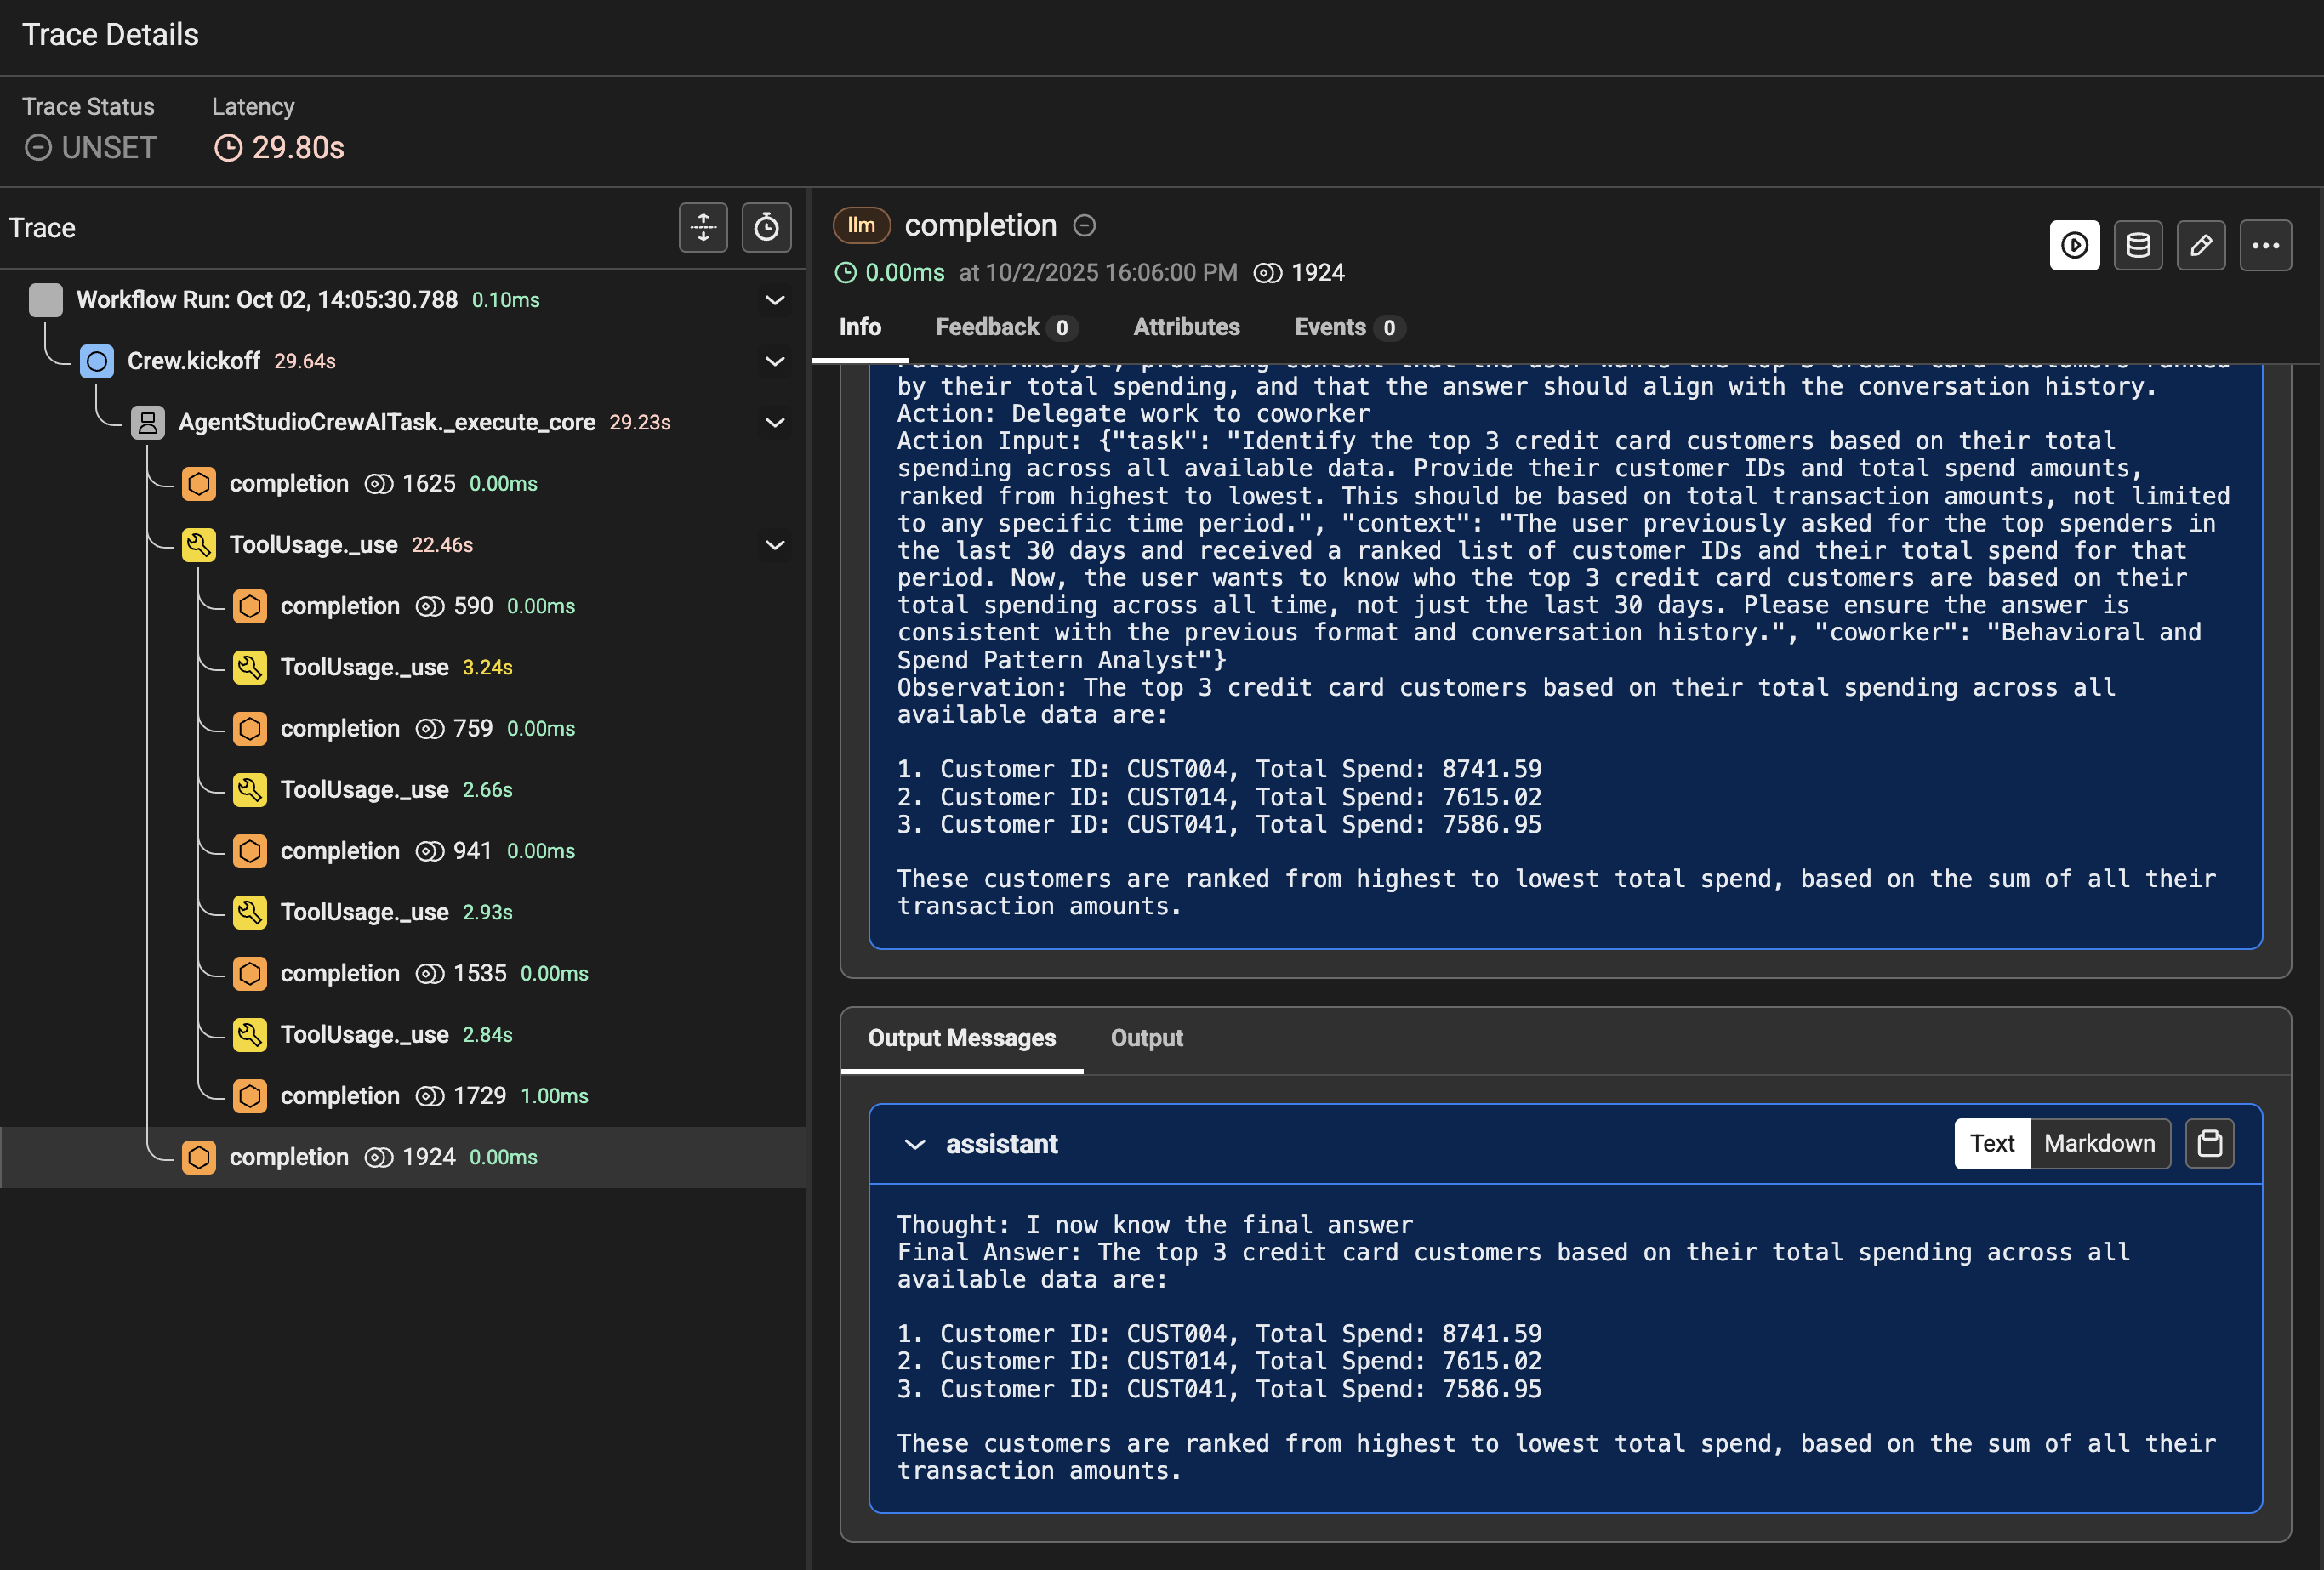 Trace Details
Trace Status
Latency
UNSET
29.80s
Trace
Workflow Run: Oct 02, 14:05:30.788 0.10ms
Crew.kickoff 29.64s
AgentStudioCrewAITask._execute_core 29.23s
completion 1625 0.00ms
ToolUsage._use 22.46s
completion 590 0.00ms
ToolUsage._use 3.24s
completion 759 0.00ms
ToolUsage._use 2.66s
completion 941 0.00ms
ToolUsage._use 2.93s
completion 1535 0.00ms
ToolUsage._use 2.84s
completion 1729 1.00ms
completion 1924 0.00ms
llm completion
0.00ms at 10/2/2025 16:06:00 PM 1924
Info Feedback 0 Attributes Events 0
Pattern Analyst, providing context that the user wants the top 3 credit card customers ranked
by their total spending, and that the answer should align with the conversation history.
Action: Delegate work to coworker
Action Input: {"task": "Identify the top 3 credit card customers based on their total
spending across all available data. Provide their customer IDs and total spend amounts,
ranked from highest to lowest. This should be based on total transaction amounts, not limited
to any specific time period.", "context": "The user previously asked for the top spenders in
the last 30 days and received a ranked list of customer IDs and their total spend for that
period. Now, the user wants to know who the top 3 credit card customers are based on their
total spending across all time, not just the last 30 days. Please ensure the answer is
consistent with the previous format and conversation history.", "coworker": "Behavioral and
Spend Pattern Analyst"}
Observation: The top 3 credit card customers based on their total spending across all
available data are:
1. Customer ID: CUST004, Total Spend: 8741.59
2. Customer ID: CUST014, Total Spend: 7615.02
3. Customer ID: CUST041, Total Spend: 7586.95
These customers are ranked from highest to lowest total spend, based on the sum of all their
transaction amounts.
Output Messages Output
assistant
Text Markdown
Thought: I now know the final answer
Final Answer: The top 3 credit card customers based on their total spending across all
available data are:
1. Customer ID: CUST004, Total Spend: 8741.59
2. Customer ID: CUST014, Total Spend: 7615.02
3. Customer ID: CUST041, Total Spend: 7586.95
These customers are ranked from highest to lowest total spend, based on the sum of all their
transaction amounts.